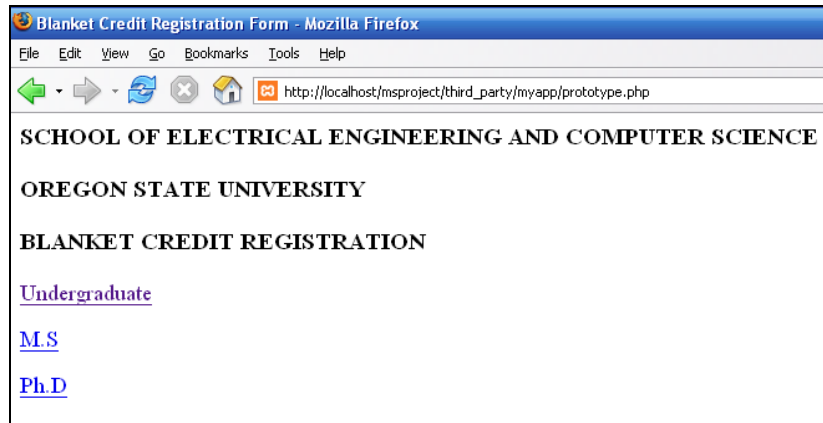 Blanket Credit Registration Form - Mozilla Firefox
File Edit View Go Bookmarks Tools Help
http://localhost/msproject/third_party/myapp/prototype.php
SCHOOL OF ELECTRICAL ENGINEERING AND COMPUTER SCIENCE
OREGON STATE UNIVERSITY
BLANKET CREDIT REGISTRATION
Undergraduate
M.S
Ph.D